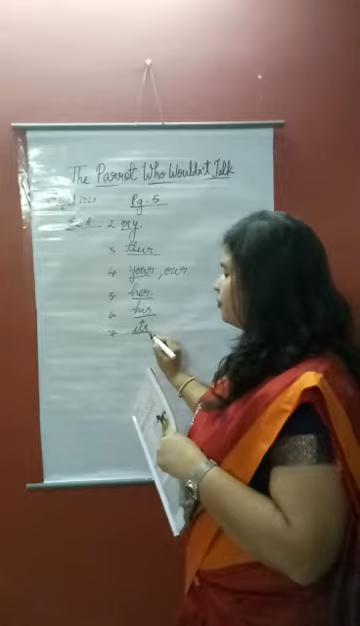 The Parrot Who Wouldn't Talk
Pg. 5
2 my.
3 their
4 your, our
5 her.
6 his
7 its